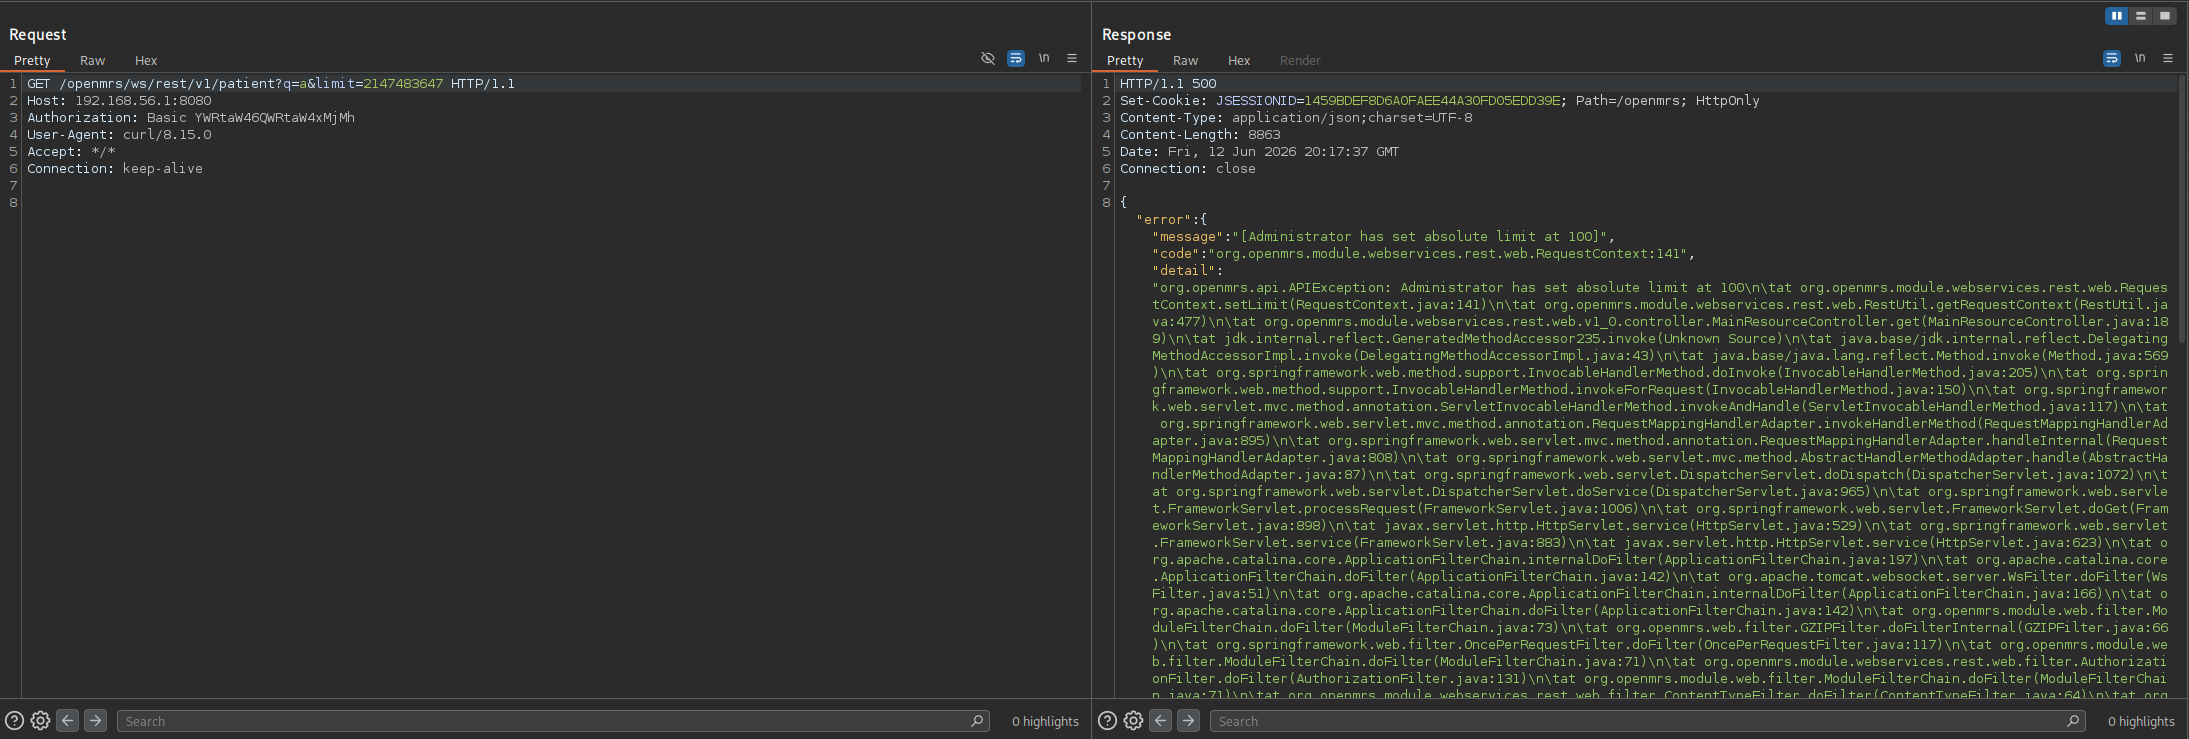 Request
Pretty Raw Hex \n
1 GET /openmrs/ws/rest/v1/patient?q=a&limit=2147483647 HTTP/1.1
2 Host: 192.168.56.1:8080
3 Authorization: Basic YWRtaW46QWRtaW4xMjMh
4 User-Agent: curl/8.15.0
5 Accept: */*
6 Connection: keep-alive
7
8
Search 0 highlights
Response
Pretty Raw Hex Render \n
1 HTTP/1.1 500
2 Set-Cookie: JSESSIONID=1459BDEF8D6A0FAEE44A30FD05EDD39E; Path=/openmrs; HttpOnly
3 Content-Type: application/json;charset=UTF-8
4 Content-Length: 8863
5 Date: Fri, 12 Jun 2026 20:17:37 GMT
6 Connection: close
7
8 {
"error":{
"message":"[Administrator has set absolute limit at 100]",
"code":"org.openmrs.module.webservices.rest.web.RequestContext:141",
"detail":
"org.openmrs.api.APIException: Administrator has set absolute limit at 100\n\tat org.openmrs.module.webservices.rest.web.Reques
tContext.setLimit(RequestContext.java:141)\n\tat org.openmrs.module.webservices.rest.web.RestUtil.getRequestContext(RestUtil.ja
va:477)\n\tat org.openmrs.module.webservices.rest.web.v1_0.controller.MainResourceController.get(MainResourceController.java:18
9)\n\tat jdk.internal.reflect.GeneratedMethodAccessor235.invoke(Unknown Source)\n\tat java.base/jdk.internal.reflect.Delegating
MethodAccessorImpl.invoke(DelegatingMethodAccessorImpl.java:43)\n\tat java.base/java.lang.reflect.Method.invoke(Method.java:569
)\n\tat org.springframework.web.method.support.InvocableHandlerMethod.doInvoke(InvocableHandlerMethod.java:205)\n\tat org.sprin
gframework.web.method.support.InvocableHandlerMethod.invokeForRequest(InvocableHandlerMethod.java:150)\n\tat org.springframewor
k.web.servlet.mvc.method.annotation.ServletInvocableHandlerMethod.invokeAndHandle(ServletInvocableHandlerMethod.java:117)\n\tat
org.springframework.web.servlet.mvc.method.annotation.RequestMappingHandlerAdapter.invokeHandlerMethod(RequestMappingHandlerAd
apter.java:895)\n\tat org.springframework.web.servlet.mvc.method.annotation.RequestMappingHandlerAdapter.handleInternal(Request
MappingHandlerAdapter.java:808)\n\tat org.springframework.web.servlet.mvc.method.AbstractHandlerMethodAdapter.handle(AbstractHa
ndlerMethodAdapter.java:87)\n\tat org.springframework.web.servlet.DispatcherServlet.doDispatch(DispatcherServlet.java:1072)\n\t
at org.springframework.web.servlet.DispatcherServlet.doService(DispatcherServlet.java:965)\n\tat org.springframework.web.servle
t.FrameworkServlet.processRequest(FrameworkServlet.java:1006)\n\tat org.springframework.web.servlet.FrameworkServlet.doGet(Fram
eworkServlet.java:898)\n\tat javax.servlet.http.HttpServlet.service(HttpServlet.java:529)\n\tat org.springframework.web.servlet
.FrameworkServlet.service(FrameworkServlet.java:883)\n\tat javax.servlet.http.HttpServlet.service(HttpServlet.java:623)\n\tat o
rg.apache.catalina.core.ApplicationFilterChain.internalDoFilter(ApplicationFilterChain.java:197)\n\tat org.apache.catalina.core
.ApplicationFilterChain.doFilter(ApplicationFilterChain.java:142)\n\tat org.apache.tomcat.websocket.server.WsFilter.doFilter(Ws
Filter.java:51)\n\tat org.apache.catalina.core.ApplicationFilterChain.internalDoFilter(ApplicationFilterChain.java:166)\n\tat o
rg.apache.catalina.core.ApplicationFilterChain.doFilter(ApplicationFilterChain.java:142)\n\tat org.openmrs.module.web.filter.Mo
duleFilterChain.doFilter(ModuleFilterChain.java:73)\n\tat org.openmrs.web.filter.GZIPFilter.doFilterInternal(GZIPFilter.java:66
)\n\tat org.springframework.web.filter.OncePerRequestFilter.doFilter(OncePerRequestFilter.java:117)\n\tat org.openmrs.module.we
b.filter.ModuleFilterChain.doFilter(ModuleFilterChain.java:71)\n\tat org.openmrs.module.webservices.rest.web.filter.Authorizati
onFilter.doFilter(AuthorizationFilter.java:131)\n\tat org.openmrs.module.web.filter.ModuleFilterChain.doFilter(ModuleFilterChai
n.java:71)\n\tat org.openmrs.module.webservices.rest.web.filter.ContentTypeFilter.doFilter(ContentTypeFilter.java:64)\n\tat org
Search 0 highlights